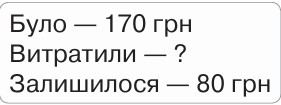 Було — 170 грн
Витратили — ?
Залишилося — 80 грн